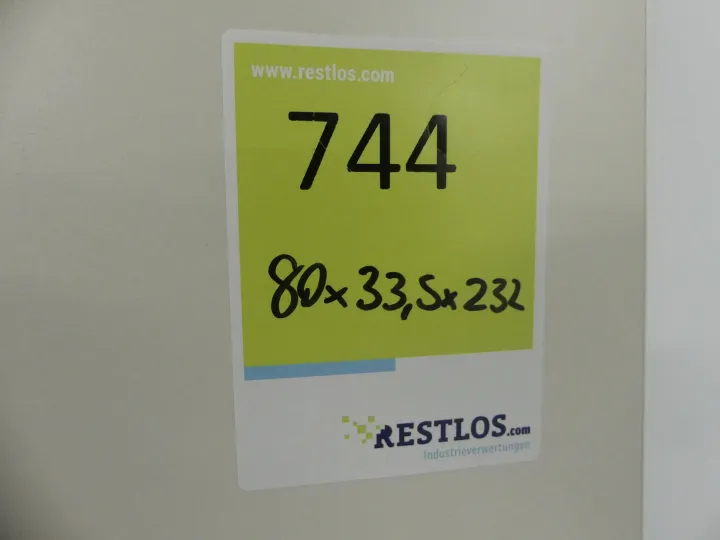 www.restlos.com
744
80x33,5x232
RESTLOS.com
Industrieverwertungen